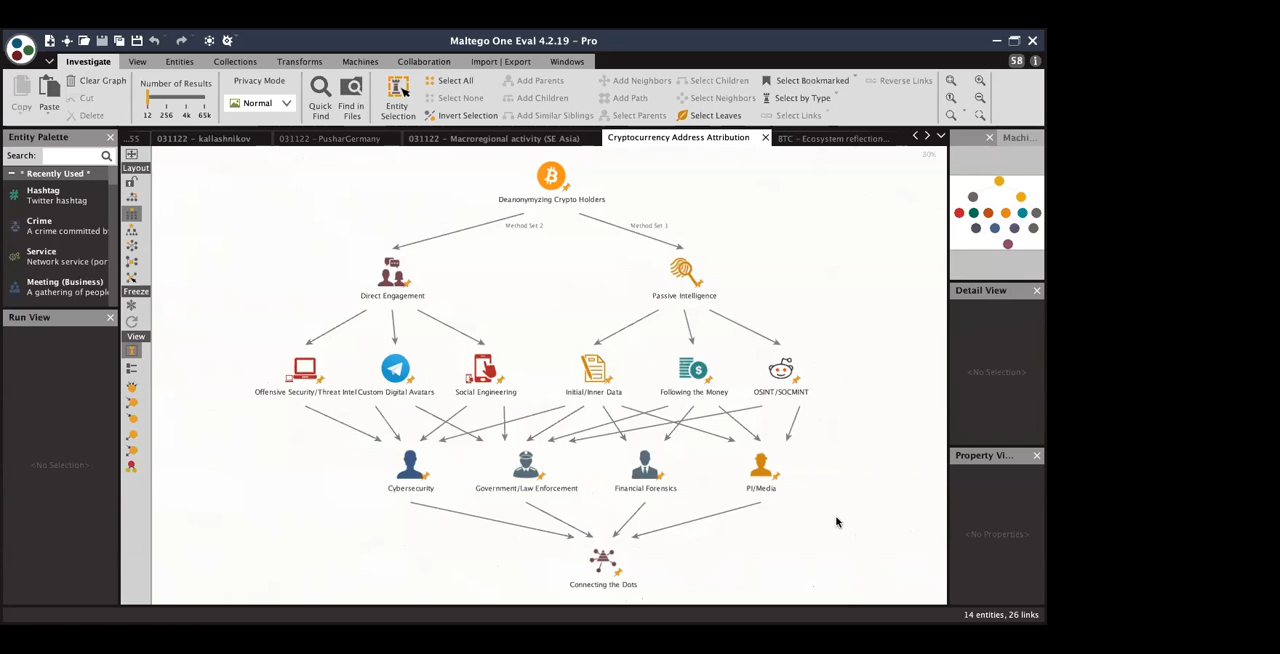 Maltego One Eval 4.2.19 - Pro
Investigate View Entities Collections Transforms Machines Collaboration Import | Export Windows
58
Copy Paste Clear Graph
Cut
Delete
Number of Results
12 256 4k 65k
Privacy Mode
Normal
Quick Find
Find in Files
Entity Selection
Select All
Select None
Invert Selection
Add Parents
Add Children
Add Similar Siblings
Add Neighbors
Add Path
Select Parents
Select Children
Select Neighbors
Select Leaves
Select Bookmarked
Select by Type
Select Links
Reverse Links
Entity Palette
...55 031122 - kallashnikov 031122 - PusharGermany 031122 - Macroregional activity (SE Asia) Cryptocurrency Address Attribution BTC - Ecosystem reflection... Machi...
Search:
* Recently Used *
Hashtag
Twitter hashtag
Crime
A crime committed b
Service
Network service (por
Meeting (Business)
A gathering of people
Run View
<No Selection>
Layout
Freeze
View
30%
Deanonymyzing Crypto Holders
Method Set 2 Method Set 1
Direct Engagement Passive Intelligence
Offensive Security/Threat Intel Custom Digital Avatars Social Engineering Initial/Inner Data Following the Money OSINT/SOCMINT
Cybersecurity Government/Law Enforcement Financial Forensics PI/Media
Connecting the Dots
Detail View
<No Selection>
Property Vi...
<No Properties>
14 entities, 26 links